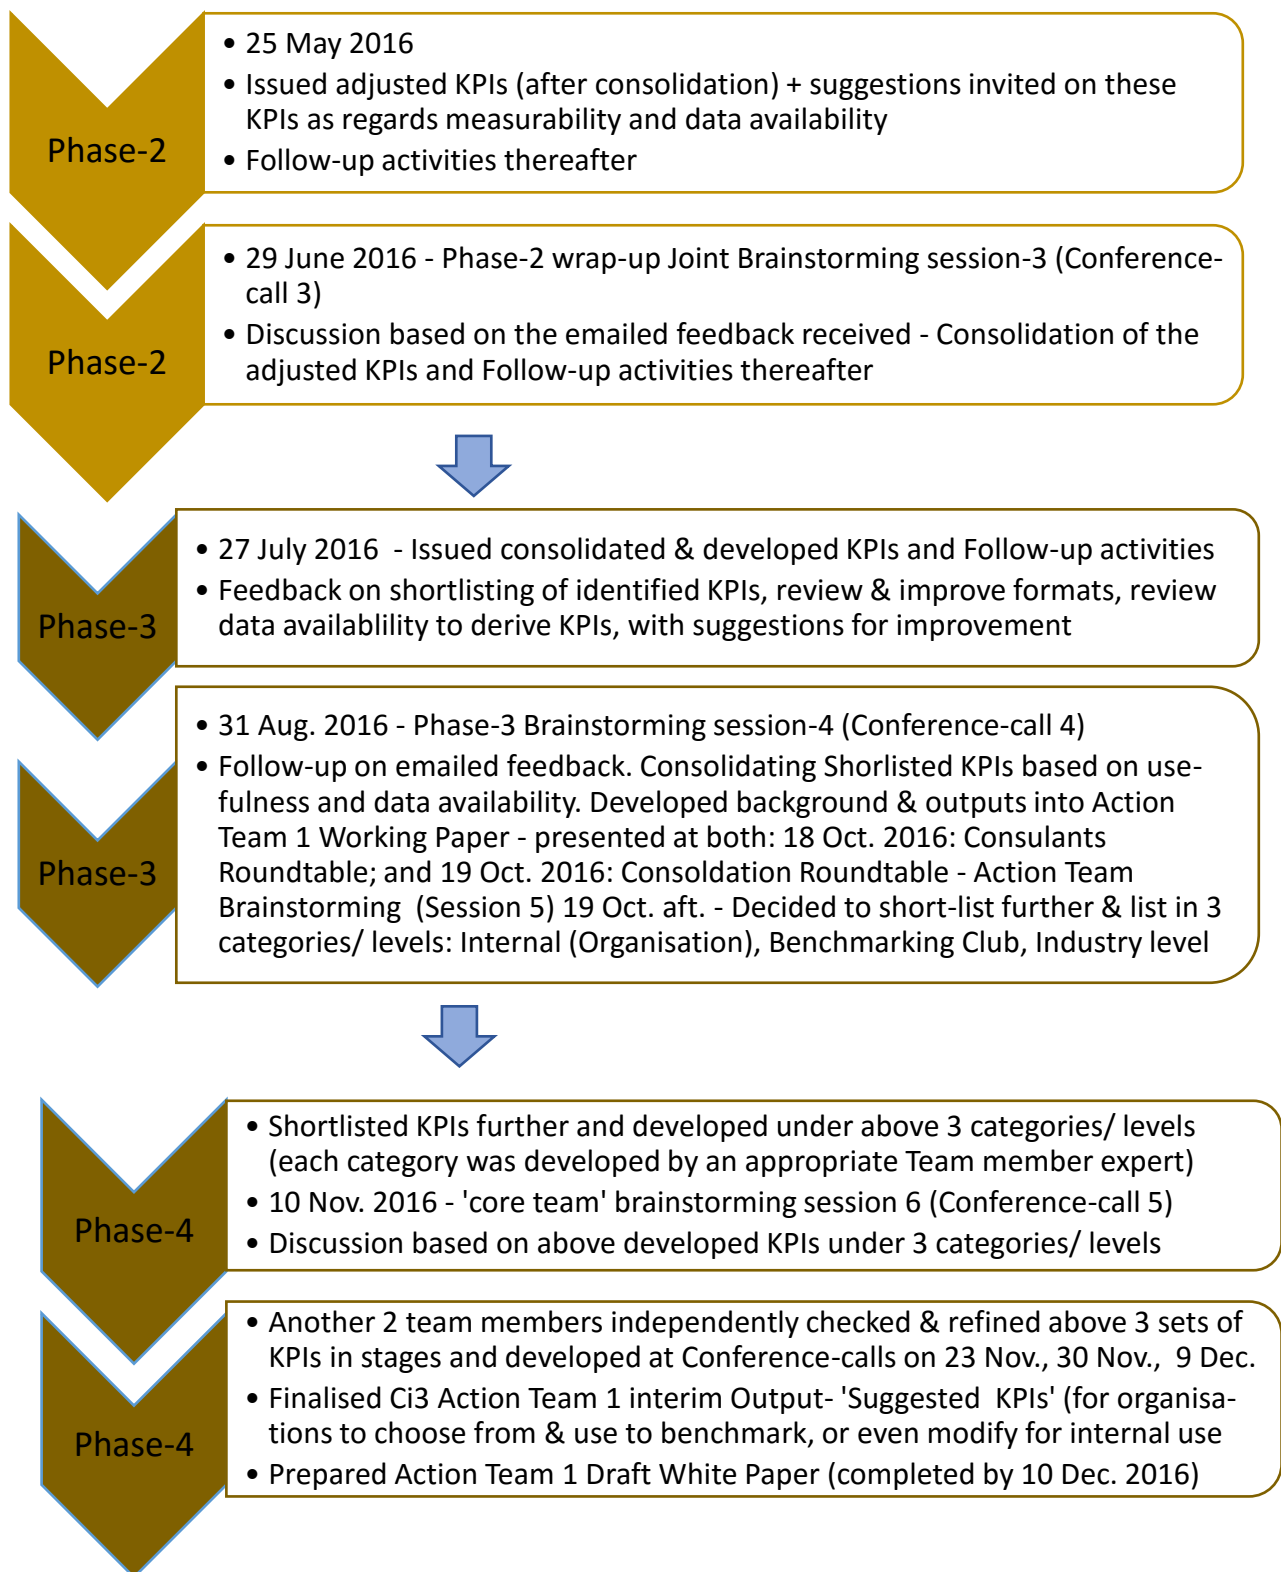 Phase-2
• 25 May 2016
• Issued adjusted KPIs (after consolidation) + suggestions invited on these
KPIs as regards measurability and data availability
• Follow-up activities thereafter
Phase-2
• 29 June 2016 - Phase-2 wrap-up Joint Brainstorming session-3 (Conference-
call 3)
• Discussion based on the emailed feedback received - Consolidation of the
adjusted KPIs and Follow-up activities thereafter
Phase-3
• 27 July 2016  - Issued consolidated & developed KPIs and Follow-up activities
• Feedback on shortlisting of identified KPIs, review & improve formats, review
data availablility to derive KPIs, with suggestions for improvement
Phase-3
• 31 Aug. 2016 - Phase-3 Brainstorming session-4 (Conference-call 4)
• Follow-up on emailed feedback. Consolidating Shorlisted KPIs based on use-
fulness and data availability. Developed background & outputs into Action
Team 1 Working Paper - presented at both: 18 Oct. 2016: Consulants
Roundtable; and 19 Oct. 2016: Consoldation Roundtable - Action Team
Brainstorming  (Session 5) 19 Oct. aft. - Decided to short-list further & list in 3
categories/ levels: Internal (Organisation), Benchmarking Club, Industry level
Phase-4
• Shortlisted KPIs further and developed under above 3 categories/ levels
(each category was developed by an appropriate Team member expert)
• 10 Nov. 2016 - 'core team' brainstorming session 6 (Conference-call 5)
• Discussion based on above developed KPIs under 3 categories/ levels
Phase-4
• Another 2 team members independently checked & refined above 3 sets of
KPIs in stages and developed at Conference-calls on 23 Nov., 30 Nov.,  9 Dec.
• Finalised Ci3 Action Team 1 interim Output- 'Suggested  KPIs' (for organisa-
tions to choose from & use to benchmark, or even modify for internal use
• Prepared Action Team 1 Draft White Paper (completed by 10 Dec. 2016)